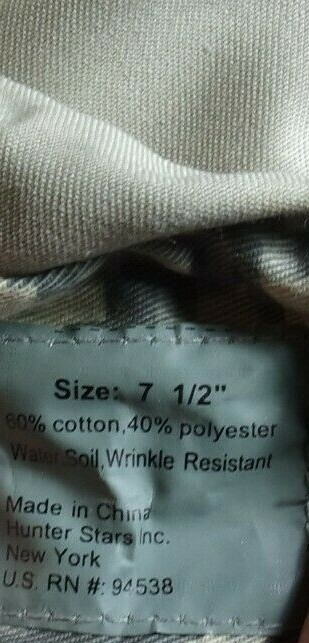 Size: 7 1/2"
60% cotton,40% polyester
Water,Soil,Wrinkle Resistant
Made in China
Hunter Stars Inc.
New York
U.S. RN #: 94538